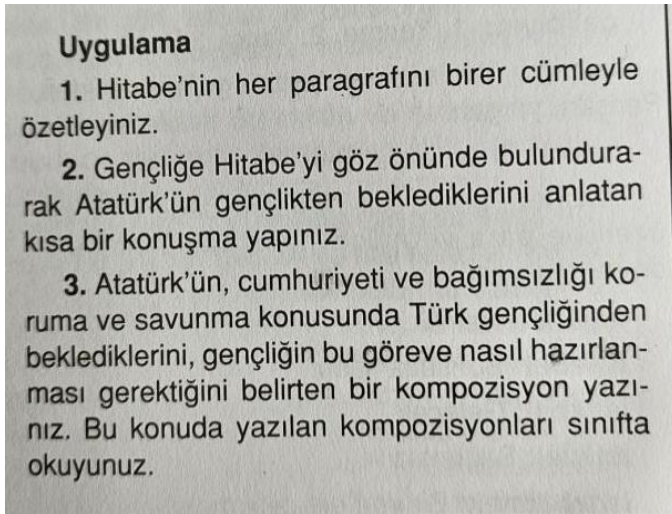 Uygulama
1. Hitabe'nin her paragrafını birer cümleyle
özetleyiniz.
2. Gençliğe Hitabe'yi göz önünde bulundura-
rak Atatürk'ün gençlikten beklediklerini anlatan
kısa bir konuşma yapınız.
3. Atatürk'ün, cumhuriyeti ve bağımsızlığı ko-
ruma ve savunma konusunda Türk gençliğinden
beklediklerini, gençliğin bu göreve nasıl hazırlan-
ması gerektiğini belirten bir kompozisyon yazı-
nız. Bu konuda yazılan kompozisyonları sınıfta
okuyunuz.